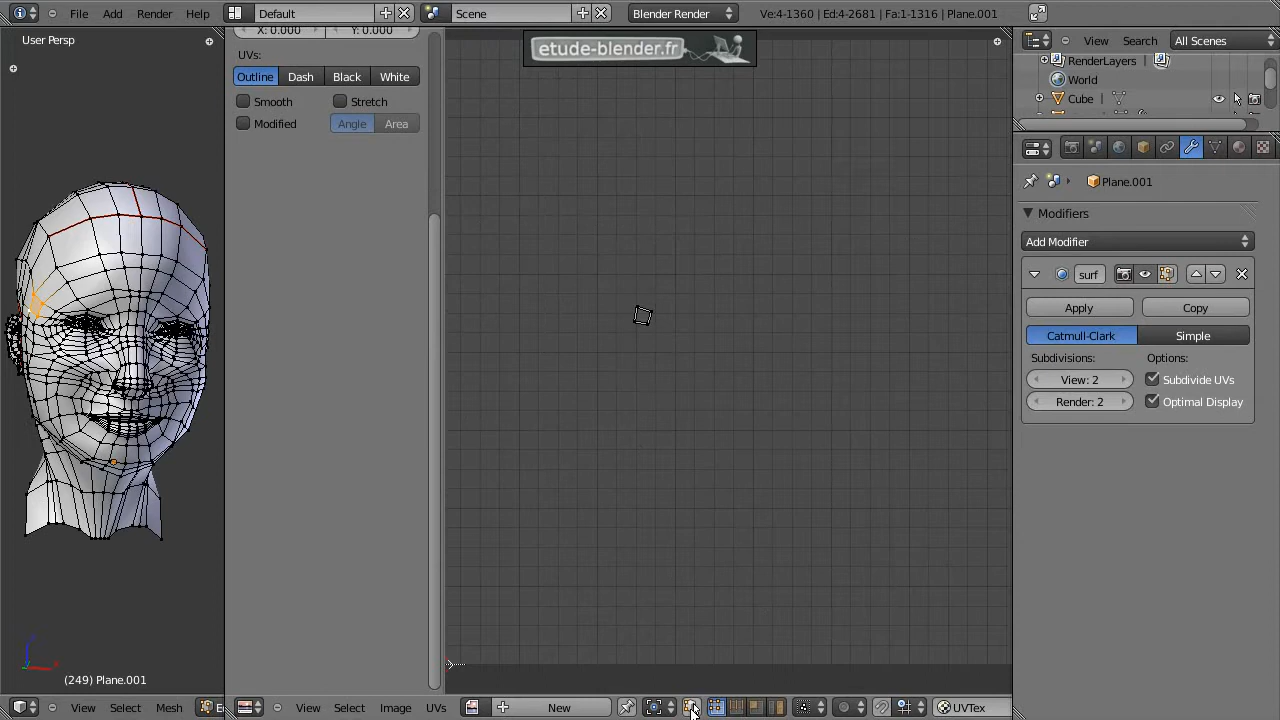 File Add Render Help Default Scene Blender Render Ve:4-1360 | Ed:4-2681 | Fa:1-1316 | Plane.001
User Persp
X: 0.000 Y: 0.000
etude-blender.fr
View Search All Scenes
RenderLayers |
World
Cube |
UVs:
Outline Dash Black White
Smooth Stretch
Modified Angle Area
Plane.001
Modifiers
Add Modifier
surf
Apply Copy
Catmull-Clark Simple
Subdivisions: Options:
View: 2 Subdivide UVs
Render: 2 Optimal Display
(249) Plane.001
View Select Mesh View Select Image UVs New UVTex